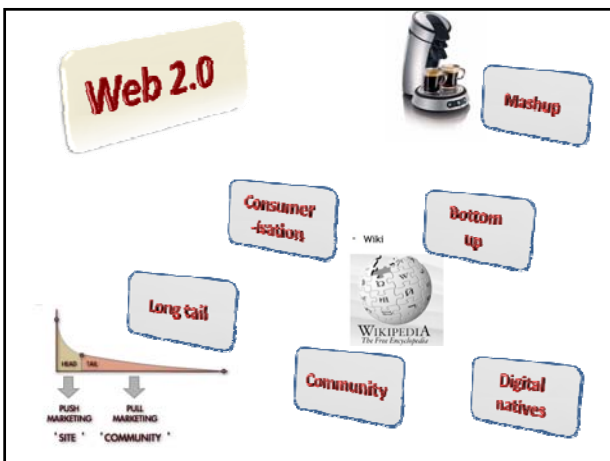 Web 2.0
Mashup
Consumer
-isation
Bottom
up
- Wiki
WIKIPEDIA
The Free Encyclopedia
Long tail
HEAD TAIL
PUSH
MARKETING
PULL
MARKETING
"SITE"
"COMMUNITY"
Community
Digital
natives